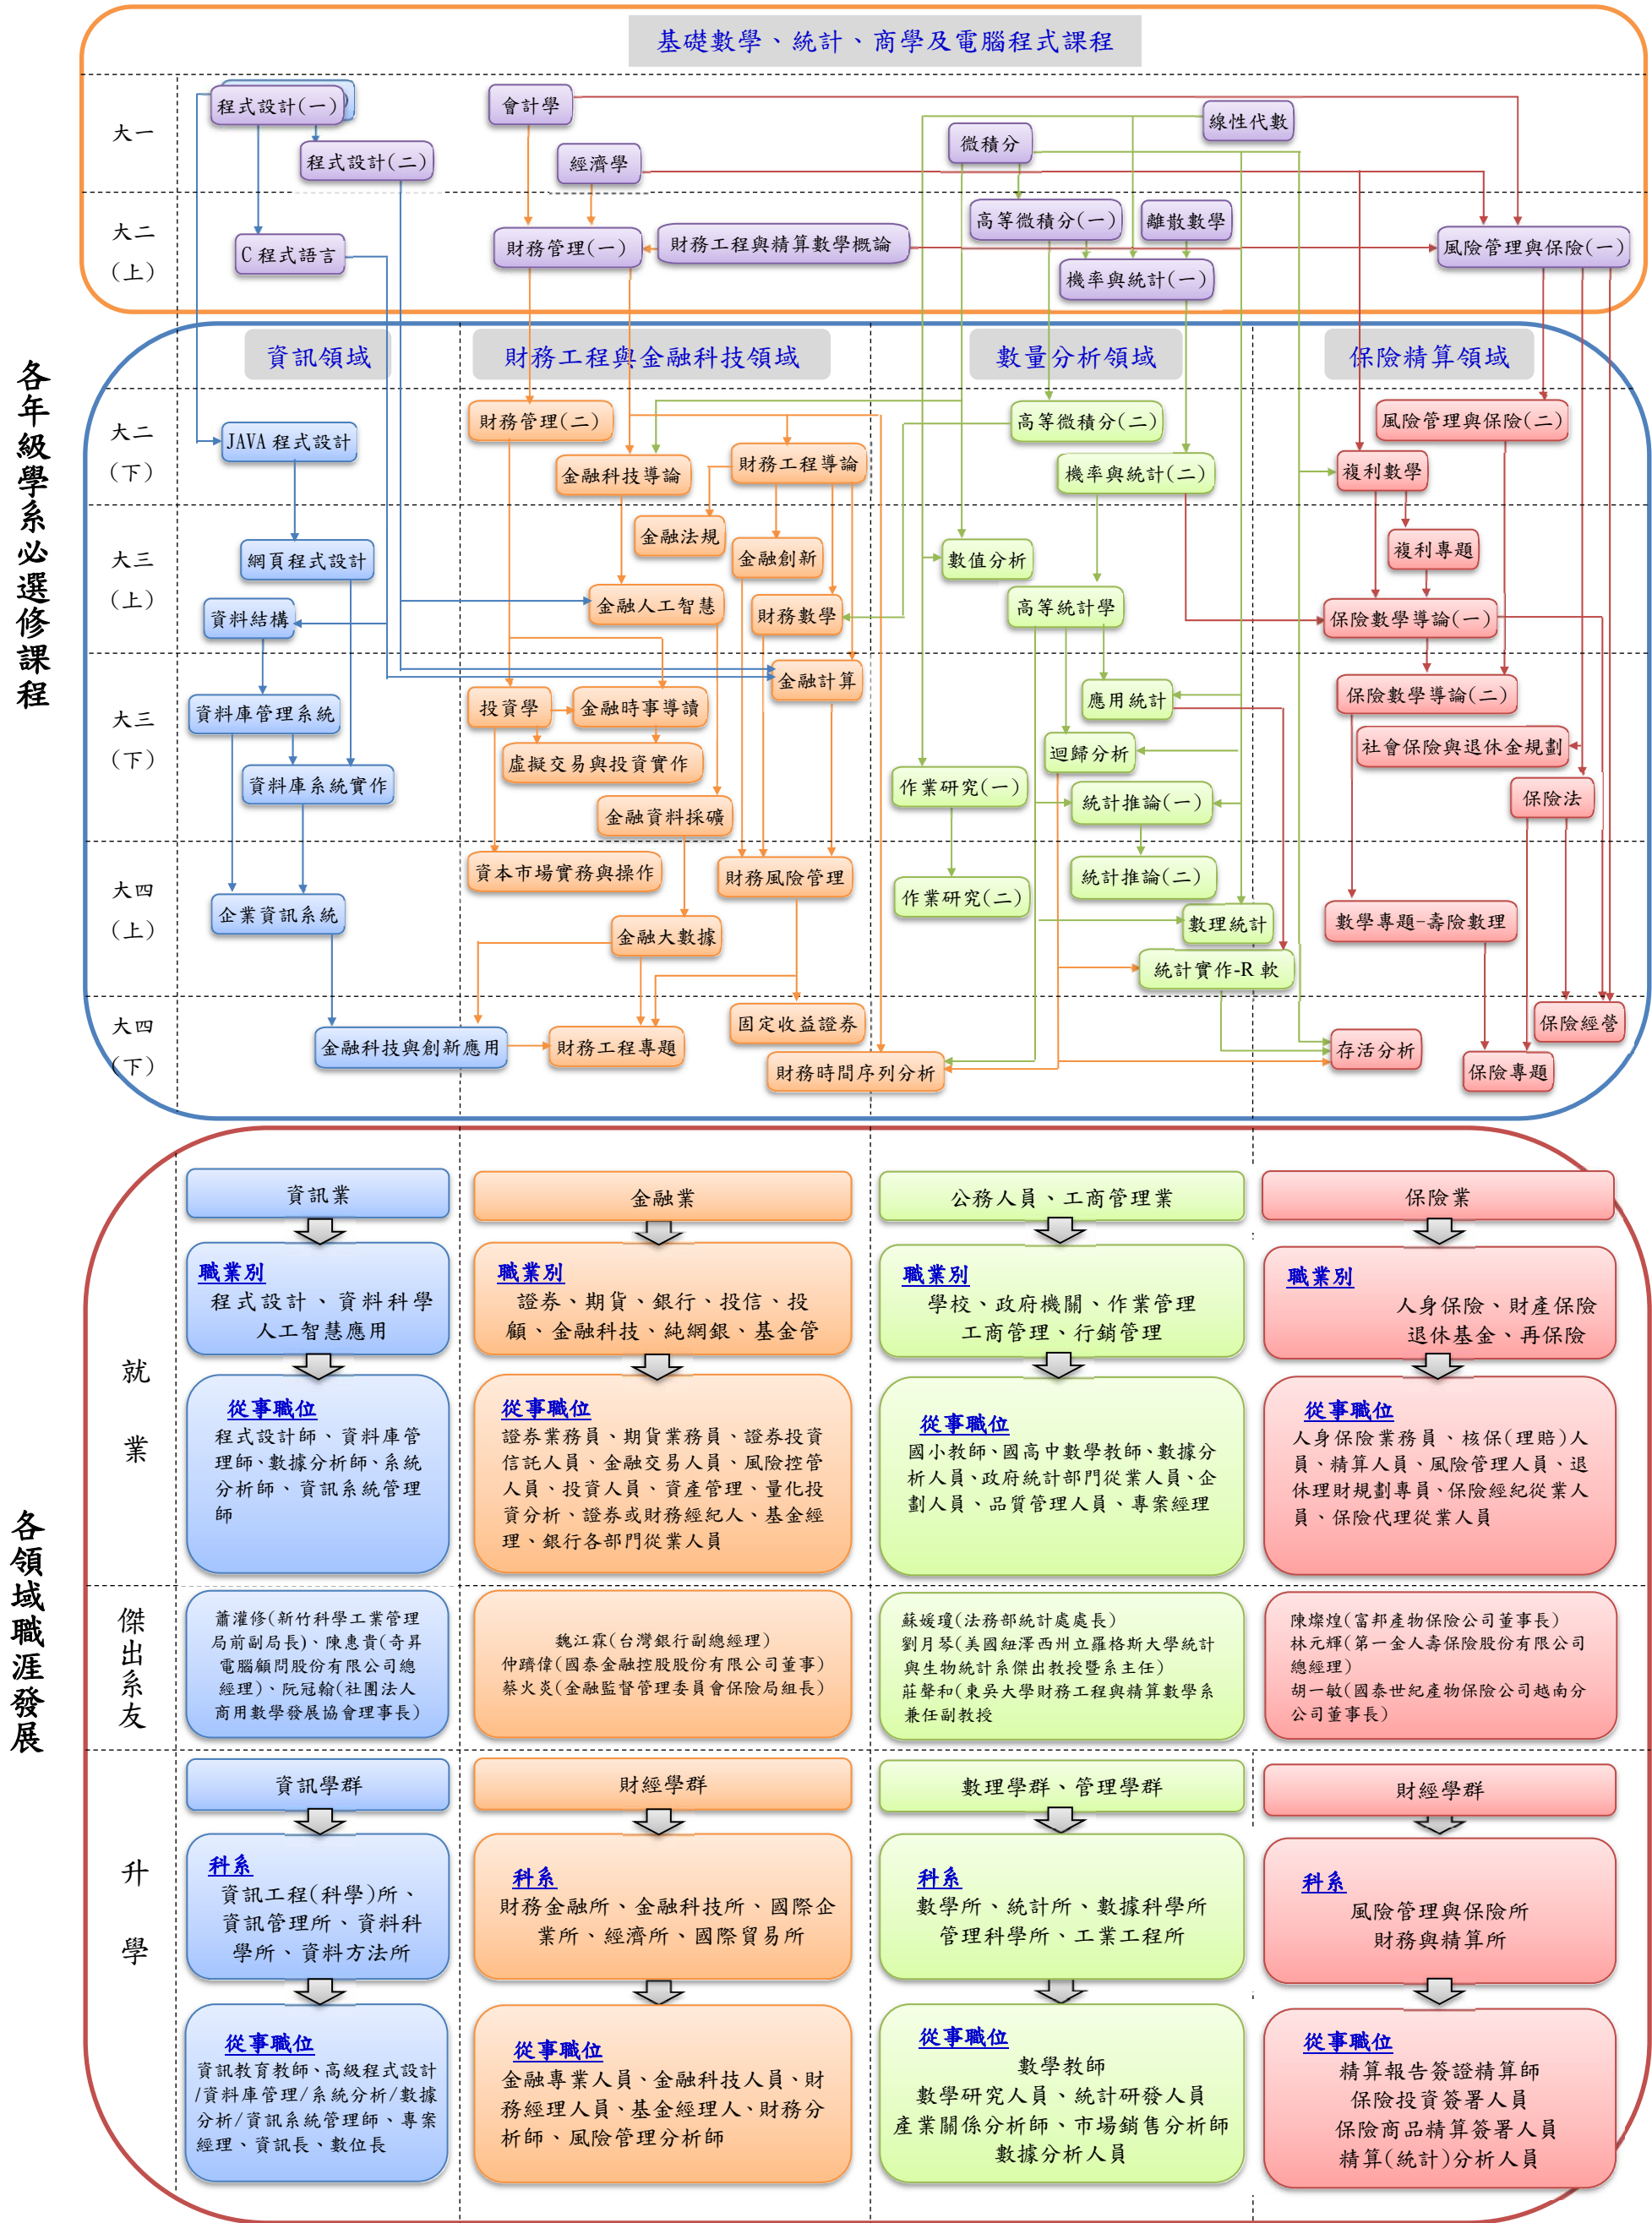 基礎數學、統計、商學及電腦程式課程
大一
程式設計(一)
)
會計學
線性代數
微積分
程式設計(二)
經濟學
大二
(上)
高等微積分(一)
離散數學
C 程式語言
財務管理(一)
財務工程與精算數學概論
風險管理與保險(一)
機率與統計(一)
各年級學系必選修課程
資訊領域
財務工程與金融科技領域
數量分析領域
保險精算領域
大二
(下)
財務管理(二)
高等微積分(二)
風險管理與保險(二)
JAVA 程式設計
金融科技導論
財務工程導論
機率與統計(二)
複利數學
大三
(上)
金融法規
複利專題
網頁程式設計
金融創新
數值分析
資料結構
金融人工智慧
財務數學
高等統計學
保險數學導論(一)
大三
(下)
金融計算
應用統計
保險數學導論(二)
資料庫管理系統
投資學
金融時事導讀
社會保險與退休金規劃
迴歸分析
虛擬交易與投資實作
資料庫系統實作
作業研究(一)
統計推論(一)
保險法
金融資料採礦
大四
(上)
資本市場實務與操作
財務風險管理
統計推論(二)
作業研究(二)
企業資訊系統
金融大數據
數理統計
數學專題-壽險數理
統計實作-R 軟
大四
(下)
固定收益證券
保險經營
金融科技與創新應用
財務工程專題
存活分析
財務時間序列分析
保險專題
各領域職涯發展
就業
資訊業
金融業
公務人員、工商管理業
保險業
職業別
程式設計、資料科學
人工智慧應用
職業別
證券、期貨、銀行、投信、投
顧、金融科技、純網銀、基金管
職業別
學校、政府機關、作業管理
工商管理、行銷管理
職業別
人身保險、財產保險
退休基金、再保險
從事職位
程式設計師、資料庫管
理師、數據分析師、系統
分析師、資訊系統管理
師
從事職位
證券業務員、期貨業務員、證券投資
信託人員、金融交易人員、風險控管
人員、投資人員、資產管理、量化投
資分析、證券或財務經紀人、基金經
理、銀行各部門從業人員
從事職位
國小教師、國高中數學教師、數據分
析人員、政府統計部門從業人員、企
劃人員、品質管理人員、專案經理
從事職位
人身保險業務員、核保(理賠)人
員、精算人員、風險管理人員、退
休理財規劃專員、保險經紀從業人
員、保險代理從業人員
傑出系友
蕭灌修(新竹科學工業管理
局前副局長)、陳惠貴(奇昇
電腦顧問股份有限公司總
經理)、阮冠翰(社團法人
商用數學發展協會理事長)
魏江霖(台灣銀行副總經理)
仲躋偉(國泰金融控股股份有限公司董事)
蔡火炎(金融監督管理委員會保險局組長)
蘇媛瓊(法務部統計處處長)
劉月琴(美國紐澤西州立羅格斯大學統計
與生物統計系傑出教授暨系主任)
莊聲和(東吳大學財務工程與精算數學系
兼任副教授
陳燦煌(富邦產物保險公司董事長)
林元輝(第一金人壽保險股份有限公司
總經理)
胡一敏(國泰世紀產物保險公司越南分
公司董事長)
升學
資訊學群
財經學群
數理學群、管理學群
財經學群
科系
資訊工程(科學)所、
資訊管理所、資料科
學所、資料方法所
科系
財務金融所、金融科技所、國際企
業所、經濟所、國際貿易所
科系
數學所、統計所、數據科學所
管理科學所、工業工程所
科系
風險管理與保險所
財務與精算所
從事職位
資訊教育教師、高級程式設計
/資料庫管理/系統分析/數據
分析/資訊系統管理師、專案
經理、資訊長、數位長
從事職位
金融專業人員、金融科技人員、財
務經理人員、基金經理人、財務分
析師、風險管理分析師
從事職位
數學教師
數學研究人員、統計研發人員
產業關係分析師、市場銷售分析師
數據分析人員
從事職位
精算報告簽證精算師
保險投資簽署人員
保險商品精算簽署人員
精算(統計)分析人員